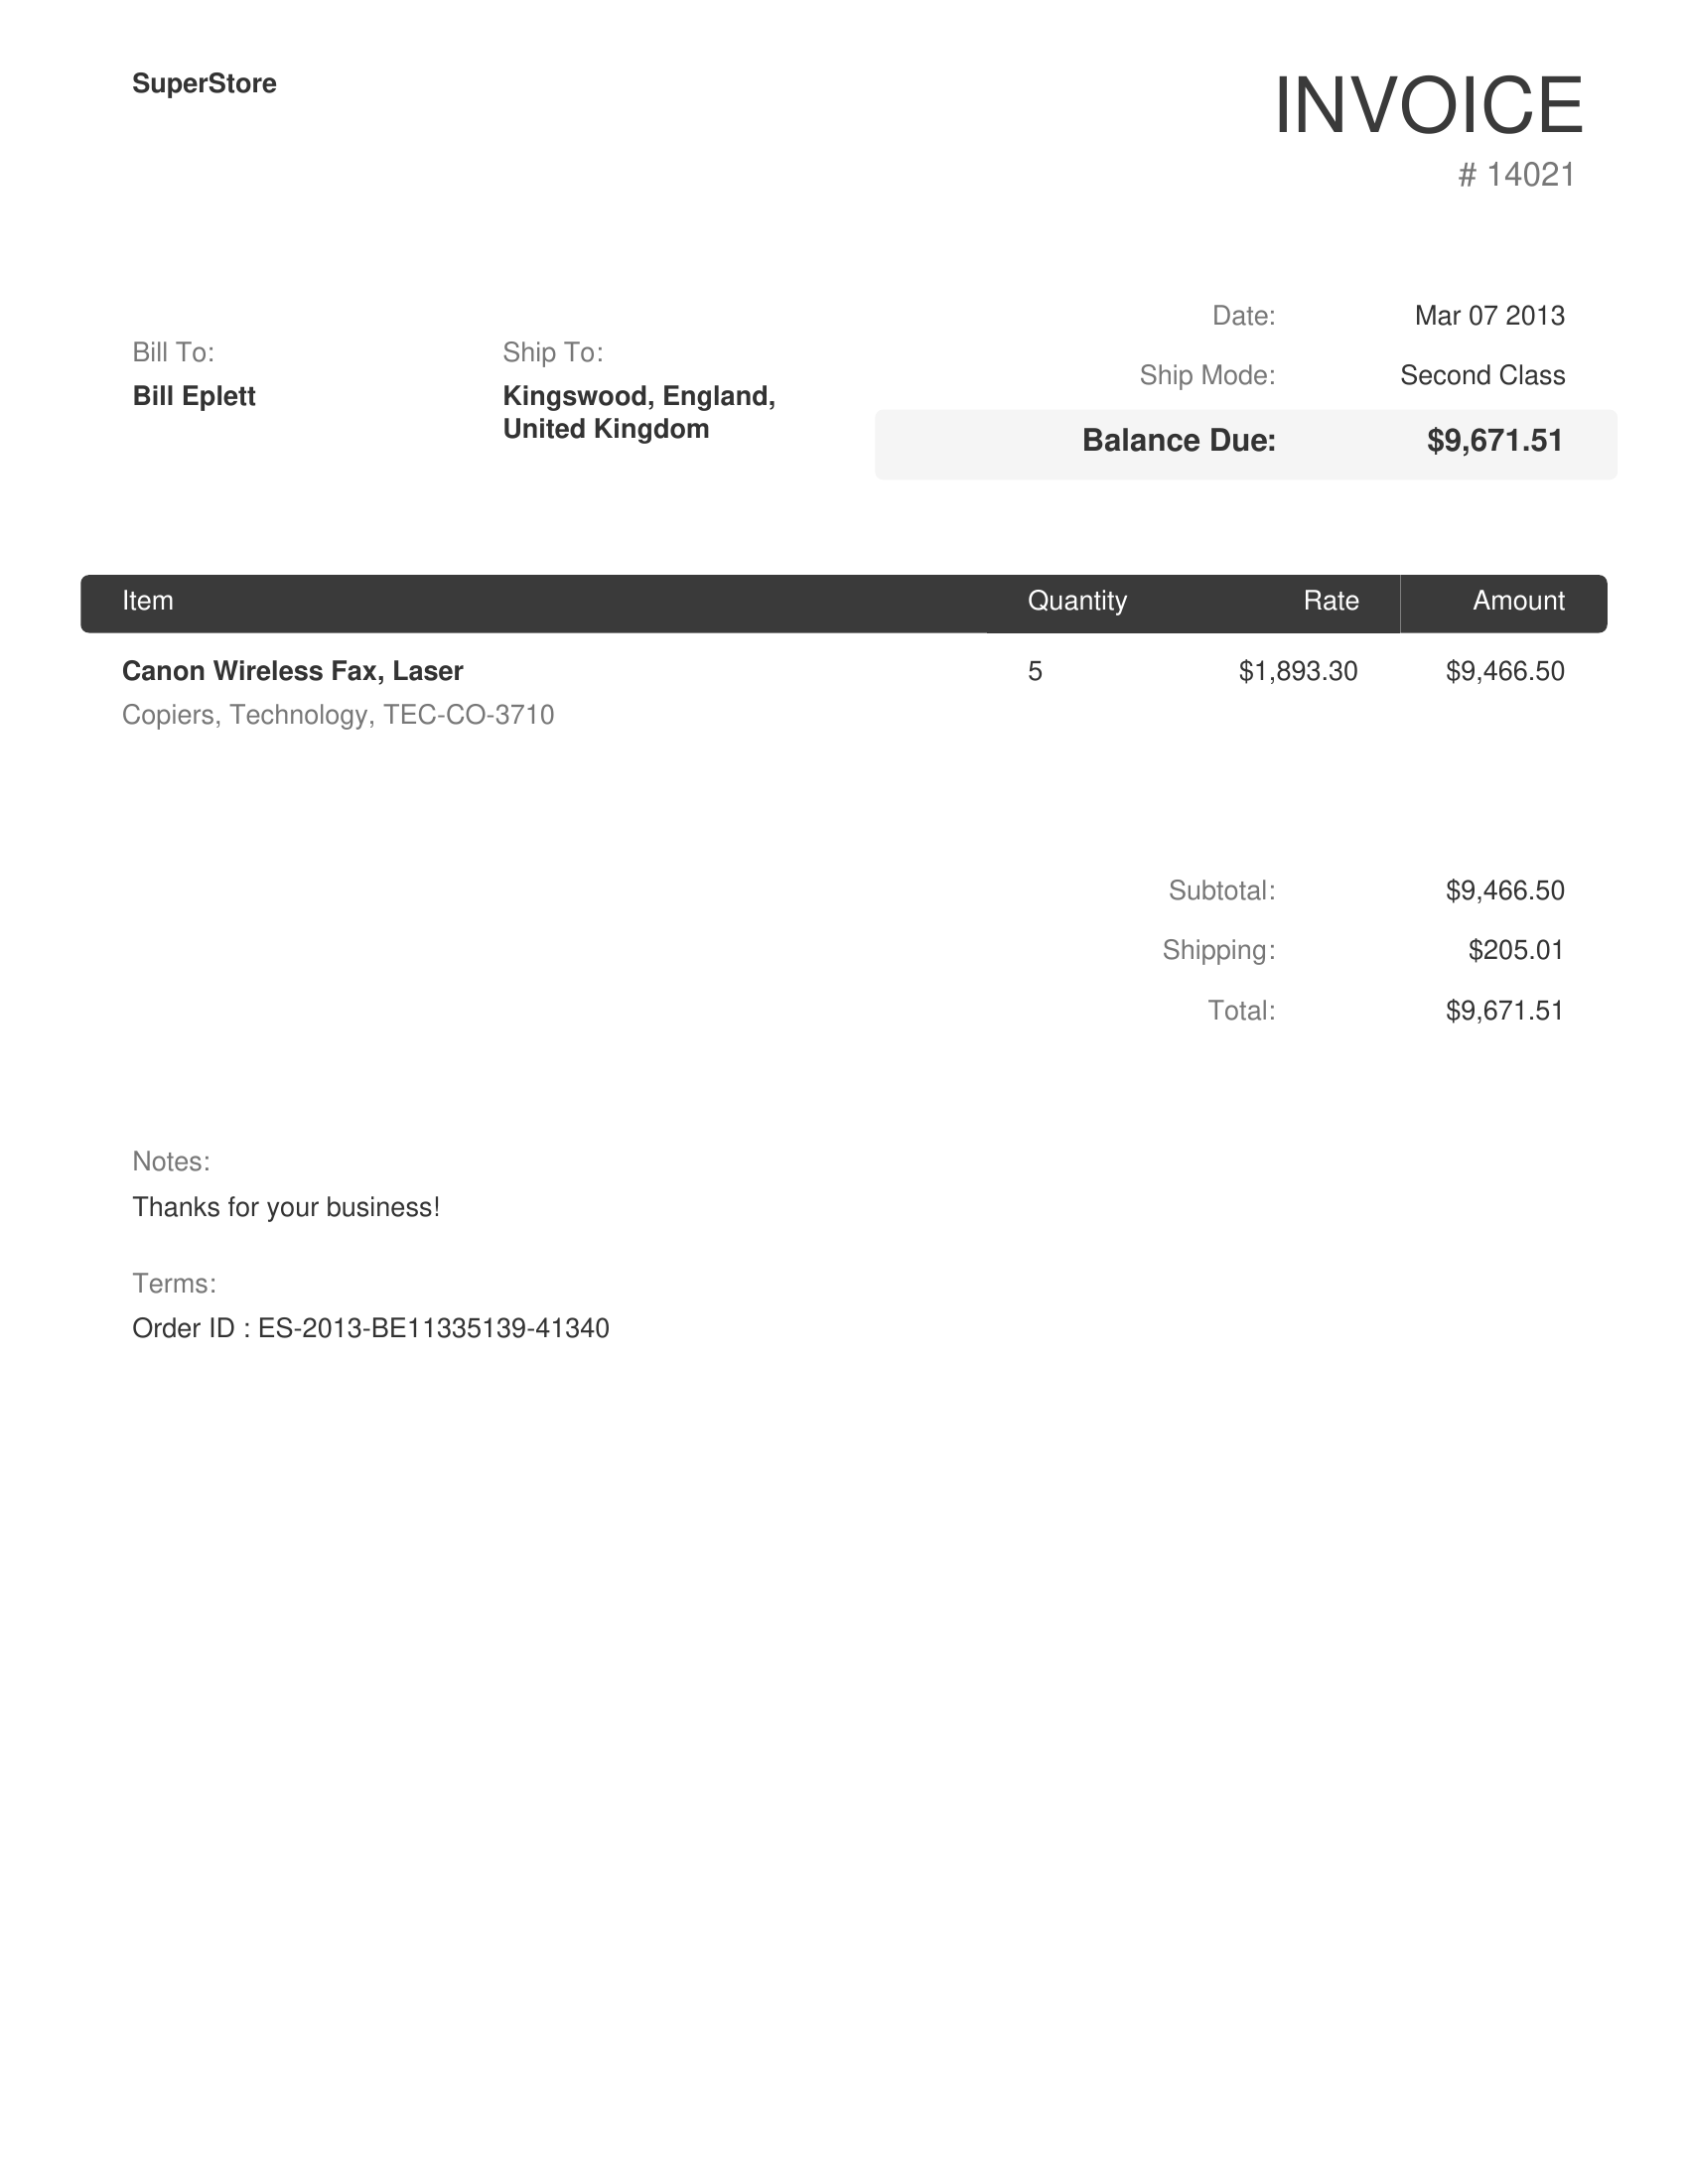 SuperStore
INVOICE
# 14021
Date: Mar 07 2013
Bill To:
Bill Eplett
Ship To:
Kingswood, England,
United Kingdom
Ship Mode: Second Class
Balance Due: $9,671.51
Item Quantity Rate Amount
Canon Wireless Fax, Laser 5 $1,893.30 $9,466.50
Copiers, Technology, TEC-CO-3710
Subtotal: $9,466.50
Shipping: $205.01
Total: $9,671.51
Notes:
Thanks for your business!
Terms:
Order ID : ES-2013-BE11335139-41340